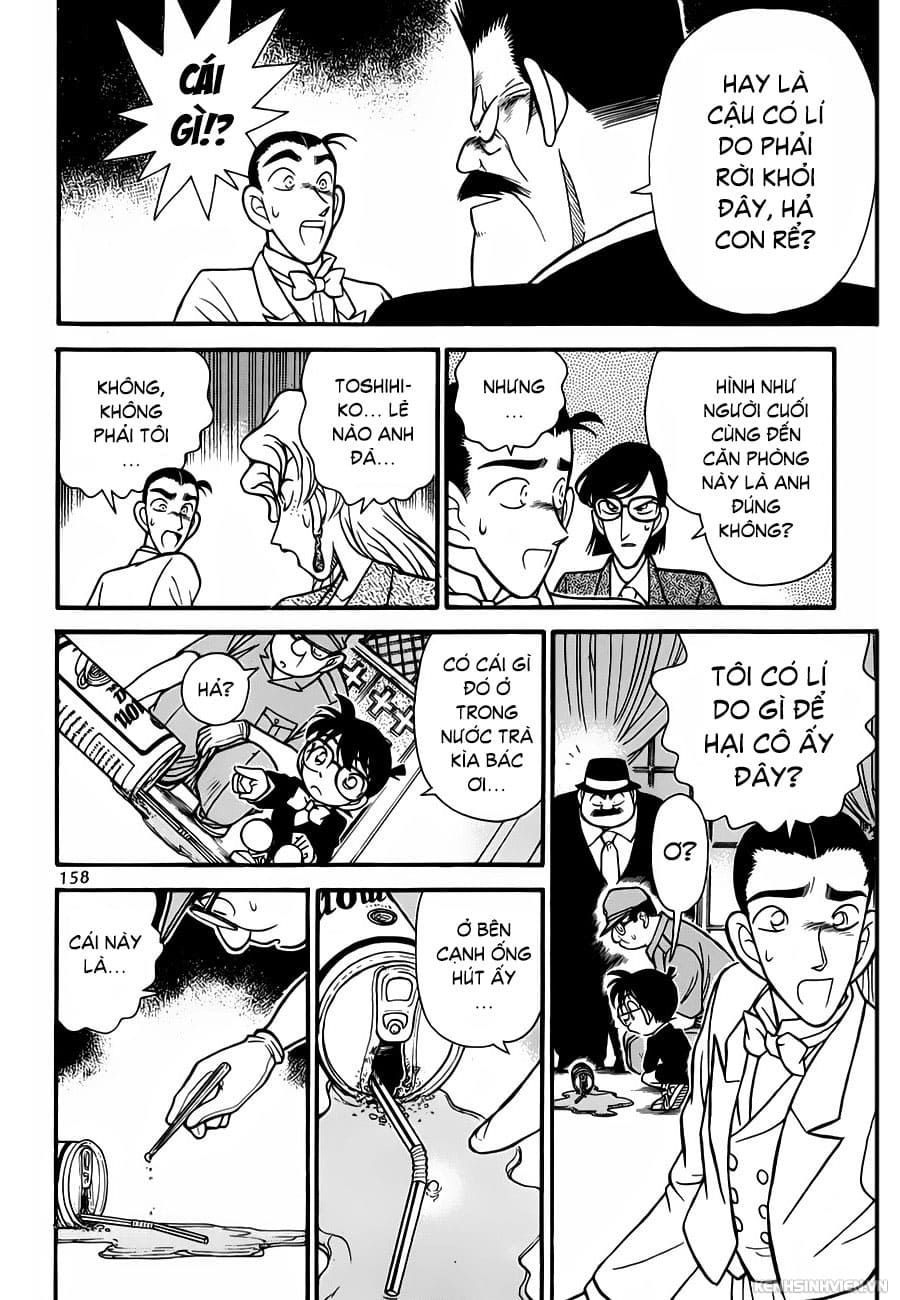 CÁI
GÌ!?
HAY LÀ
CẬU CÓ LÍ
DO PHẢI
RỜI KHỎI
ĐÂY, HẢ
CON RỂ?
KHÔNG,
KHÔNG
PHẢI TÔI
...
TOSHIHI-
KO... LẼ
NÀO ANH
ĐÃ...
NHƯNG
...
HÌNH NHƯ
NGƯỜI CUỐI
CÙNG ĐẾN
CĂN PHÒNG
NÀY LÀ ANH
ĐÚNG
KHÔNG?
HẢ?
CÓ CÁI GÌ
ĐÓ Ở
TRONG
NƯỚC TRÀ
KÌA BÁC
ƠI...
TÔI CÓ LÍ
DO GÌ ĐỂ
HẠI CÔ ẤY
ĐÂY?
Ơ?
158
CÁI NÀY
LÀ...
Ở BÊN
CẠNH ỐNG
HÚT ẤY
...
KENHSINHVIEN.VN